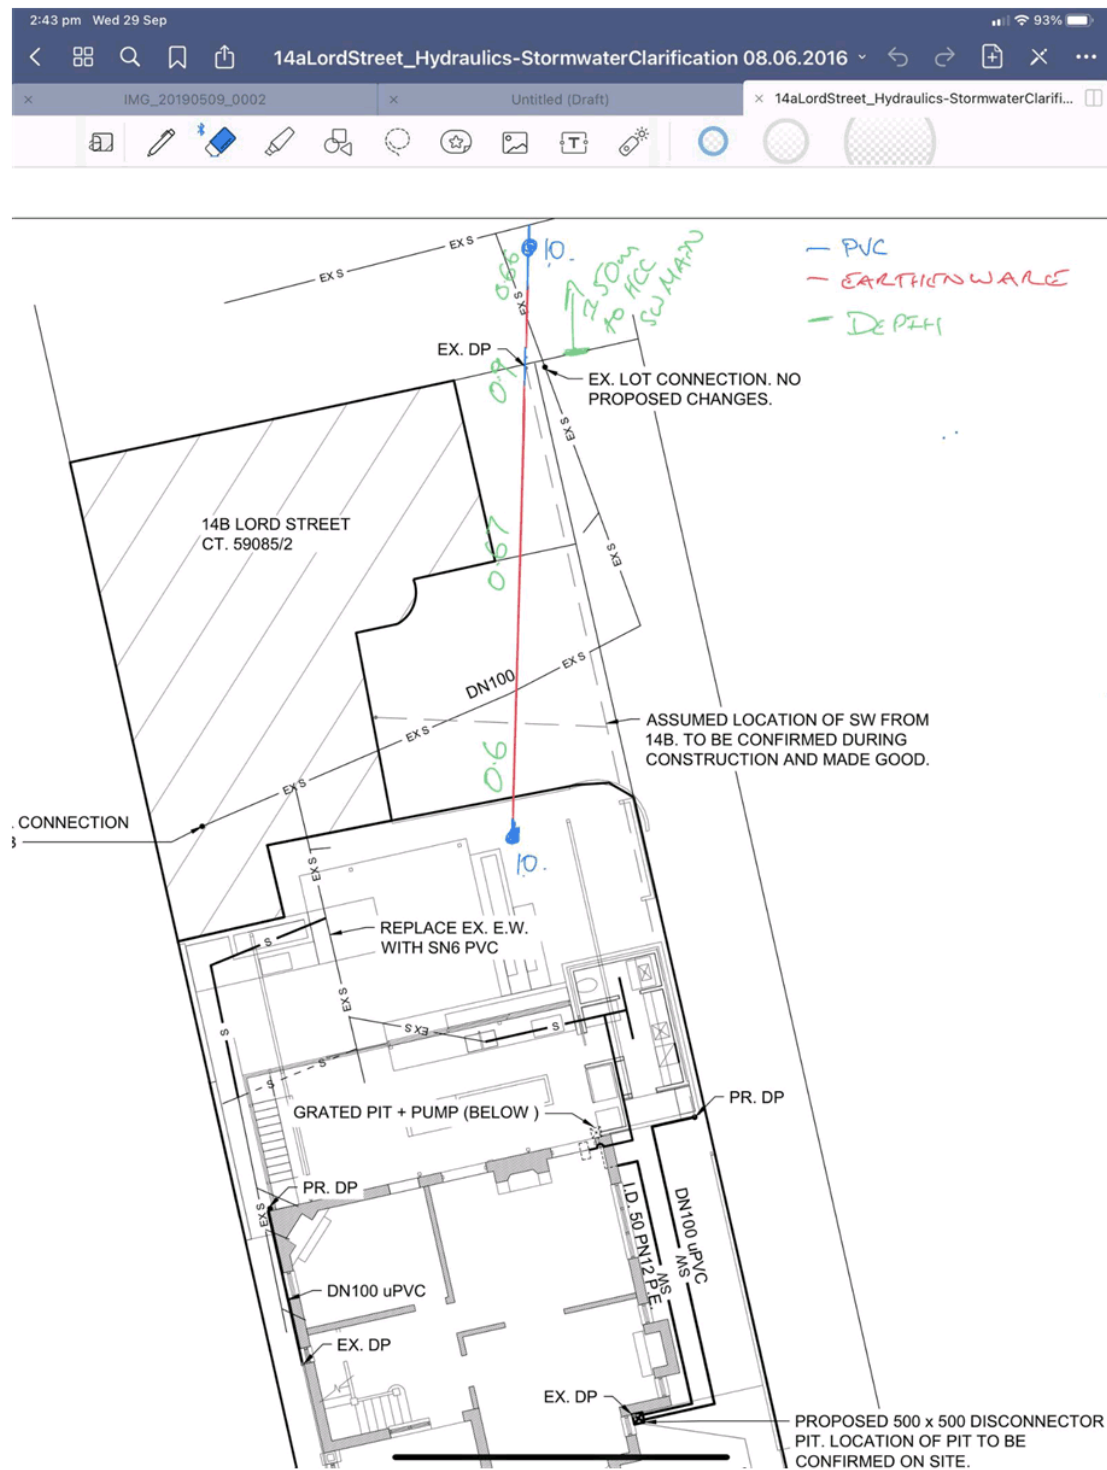 2:43 pm Wed 29 Sep
93%
14aLordStreet_Hydraulics-StormwaterClarification 08.06.2016
IMG_20190509_0002
Untitled (Draft)
14aLordStreet_Hydraulics-StormwaterClarifi...
EX S
EX S
EX S
I.O.
0.66
≈50m
TO HCC
SW MAIN
PVC
EARTHENWARE
DEPTH
EX. DP
0.9
EX. LOT CONNECTION. NO
PROPOSED CHANGES.
EX S
14B LORD STREET
CT. 59085/2
0.67
EX S
DN100
EX S
EX S
ASSUMED LOCATION OF SW FROM
14B. TO BE CONFIRMED DURING
CONSTRUCTION AND MADE GOOD.
0.6
EX S
. CONNECTION
I.O.
EX S
REPLACE EX. E.W.
WITH SN6 PVC
S
EX S
S
EX S
S
S
S
GRATED PIT + PUMP (BELOW )
PR. DP
PR. DP
EX S
I.D. 50 PN12 P.E.
DN100 uPVC
SW
SW
DN100 uPVC
EX. DP
EX. DP
PROPOSED 500 x 500 DISCONNECTOR
PIT. LOCATION OF PIT TO BE
CONFIRMED ON SITE.